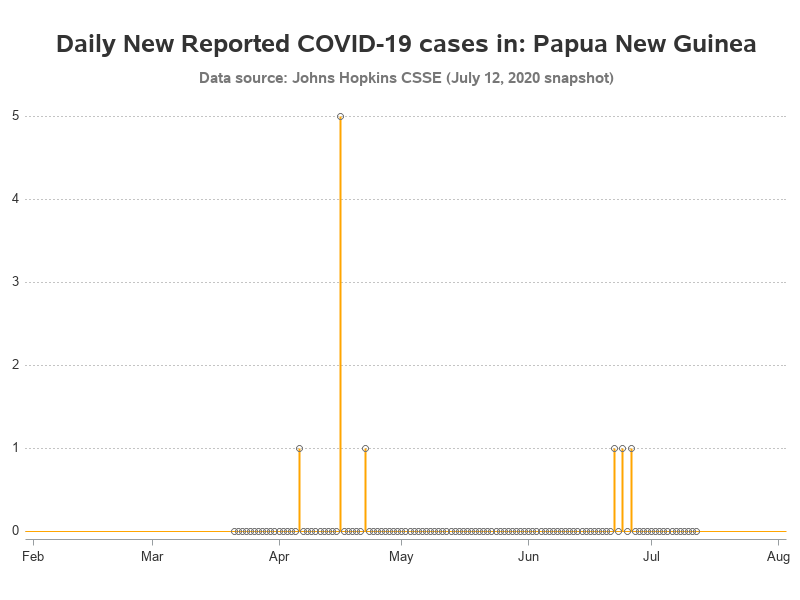 Daily New Reported COVID-19 cases in: Papua New Guinea
Data source: Johns Hopkins CSSE (July 12, 2020 snapshot)
5
4
3
2
1
0
Feb Mar Apr May Jun Jul Aug